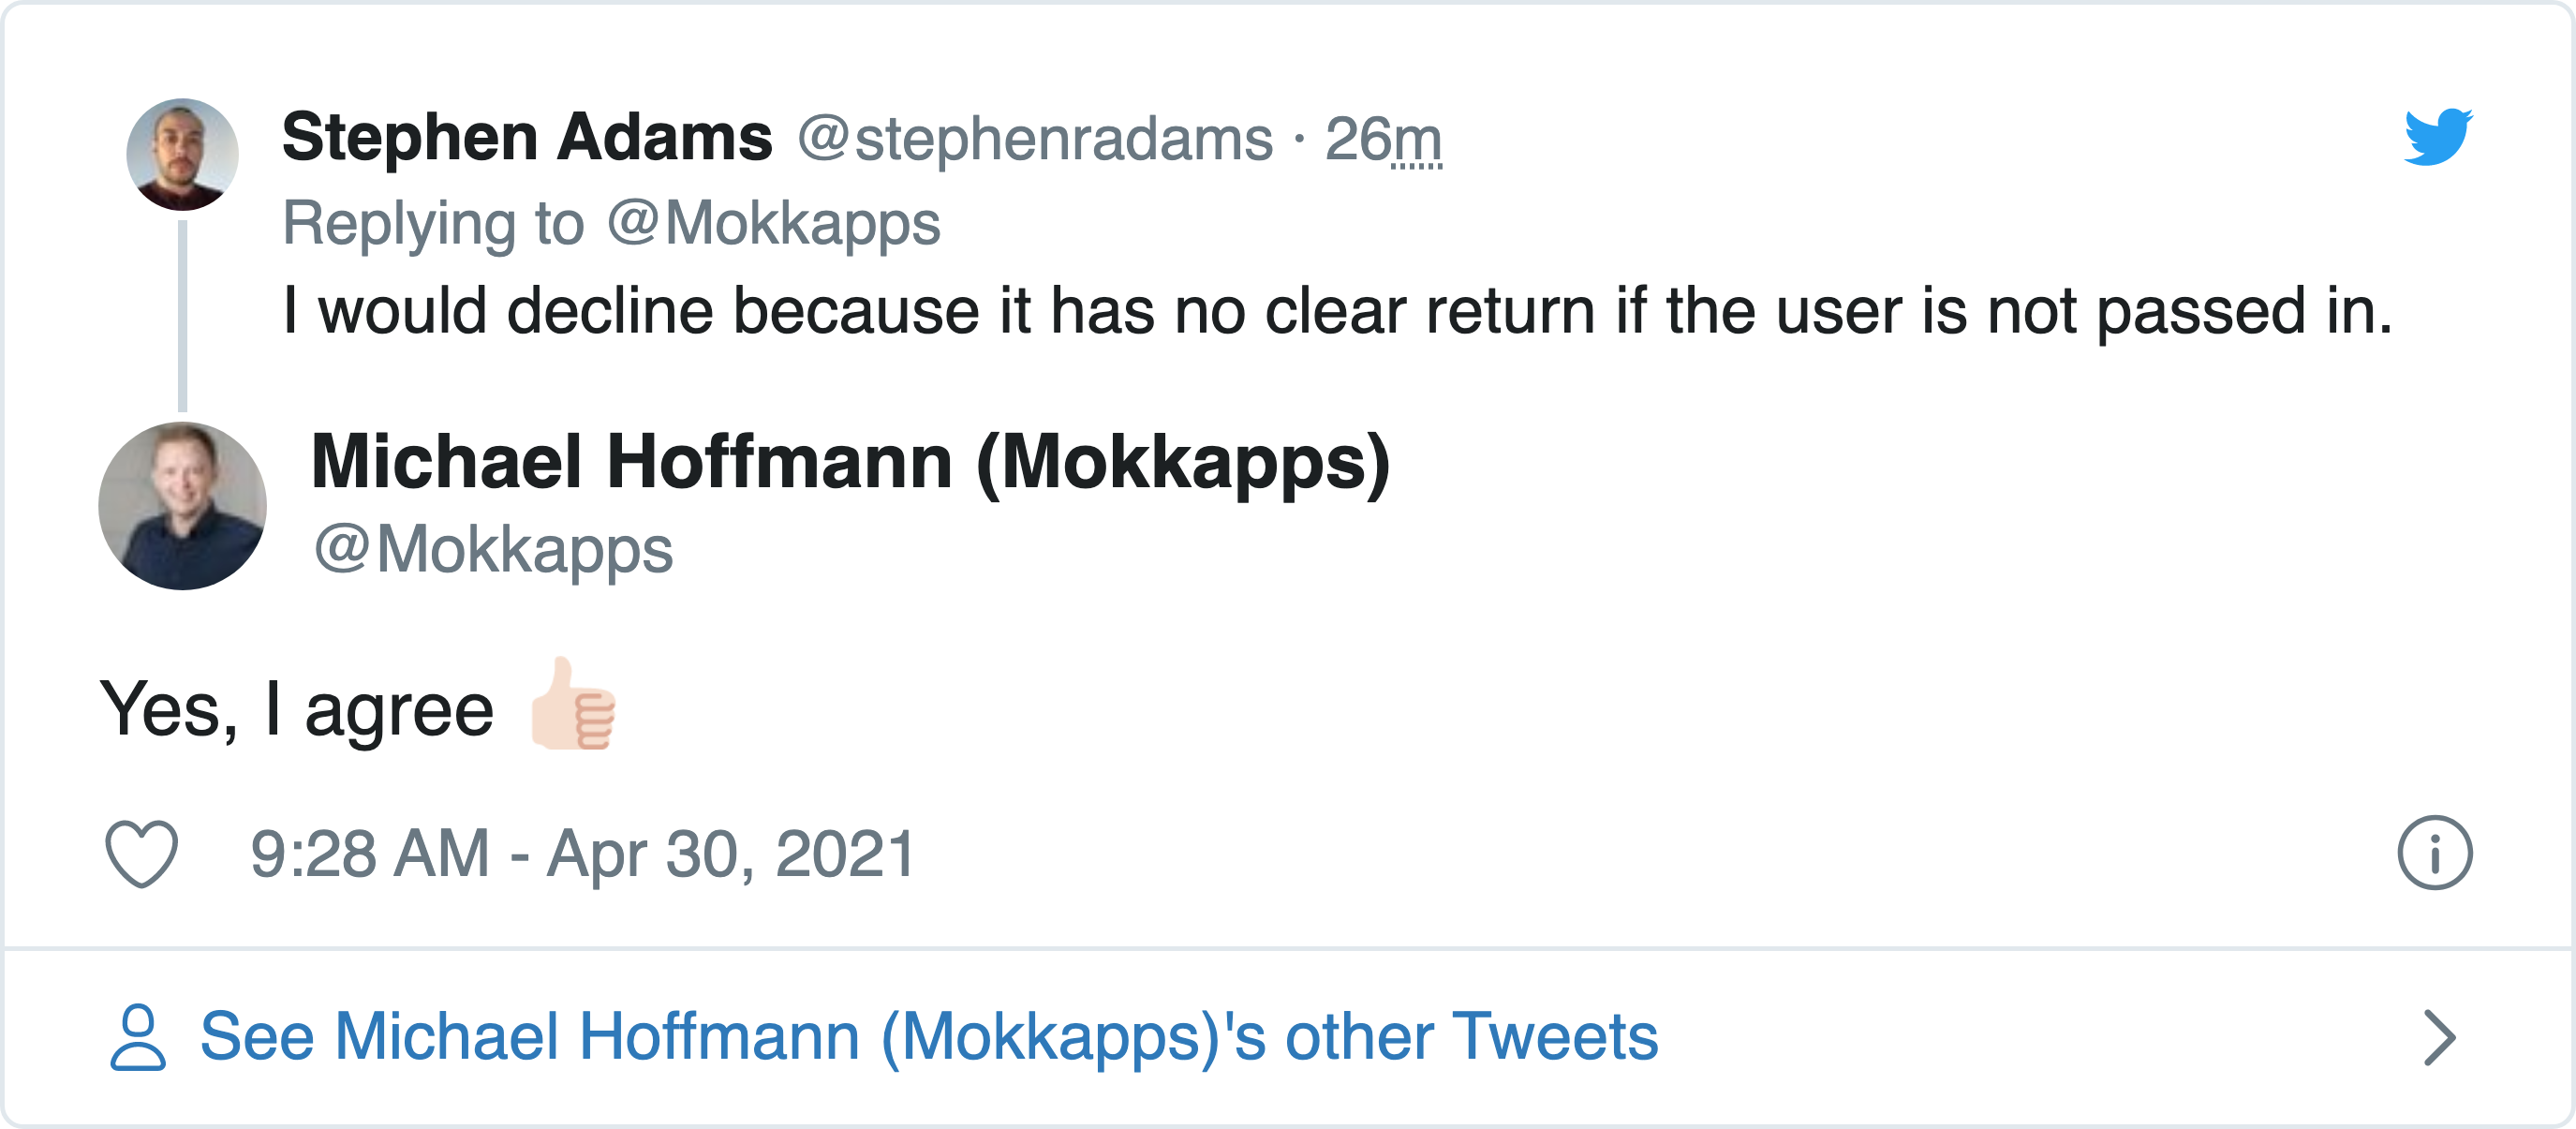 Stephen Adams @stephenradams · 26m
Replying to @Mokkapps
I would decline because it has no clear return if the user is not passed in.
Michael Hoffmann (Mokkapps)
@Mokkapps
Yes, I agree 👍🏻
9:28 AM - Apr 30, 2021
See Michael Hoffmann (Mokkapps)'s other Tweets